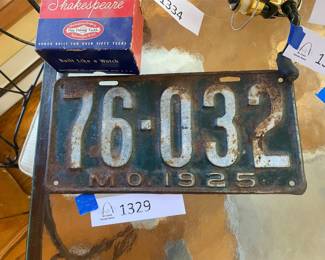 Shakespeare
Built Like a Watch
1334
76-032
MO 1925
1329